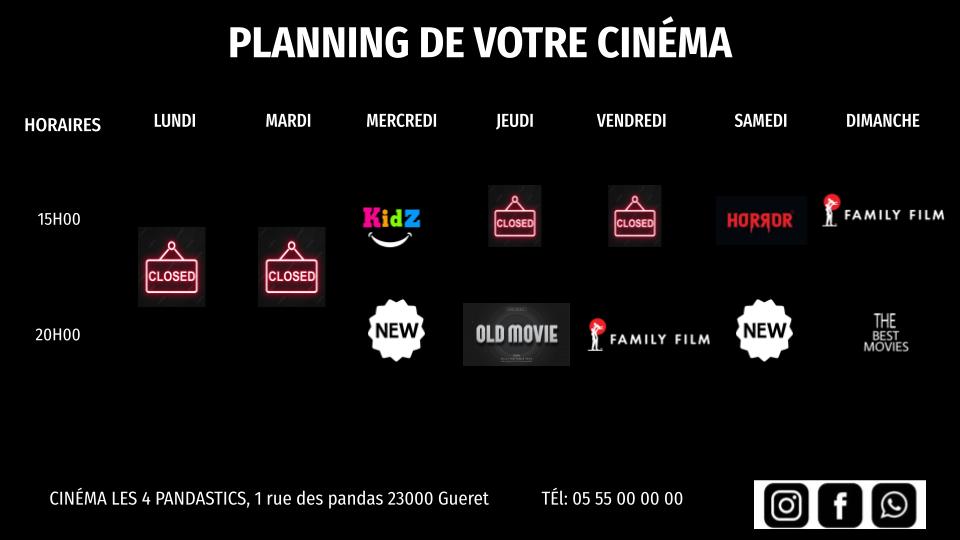 PLANNING DE VOTRE CINÉMA
HORAIRES LUNDI MARDI MERCREDI JEUDI VENDREDI SAMEDI DIMANCHE
15H00 KidZ CLOSED CLOSED HORROR FAMILY FILM
CLOSED CLOSED
20H00 NEW OLD MOVIE FAMILY FILM NEW THE
BEST
MOVIES
CINÉMA LES 4 PANDASTICS, 1 rue des pandas 23000 Gueret TÉl: 05 55 00 00 00